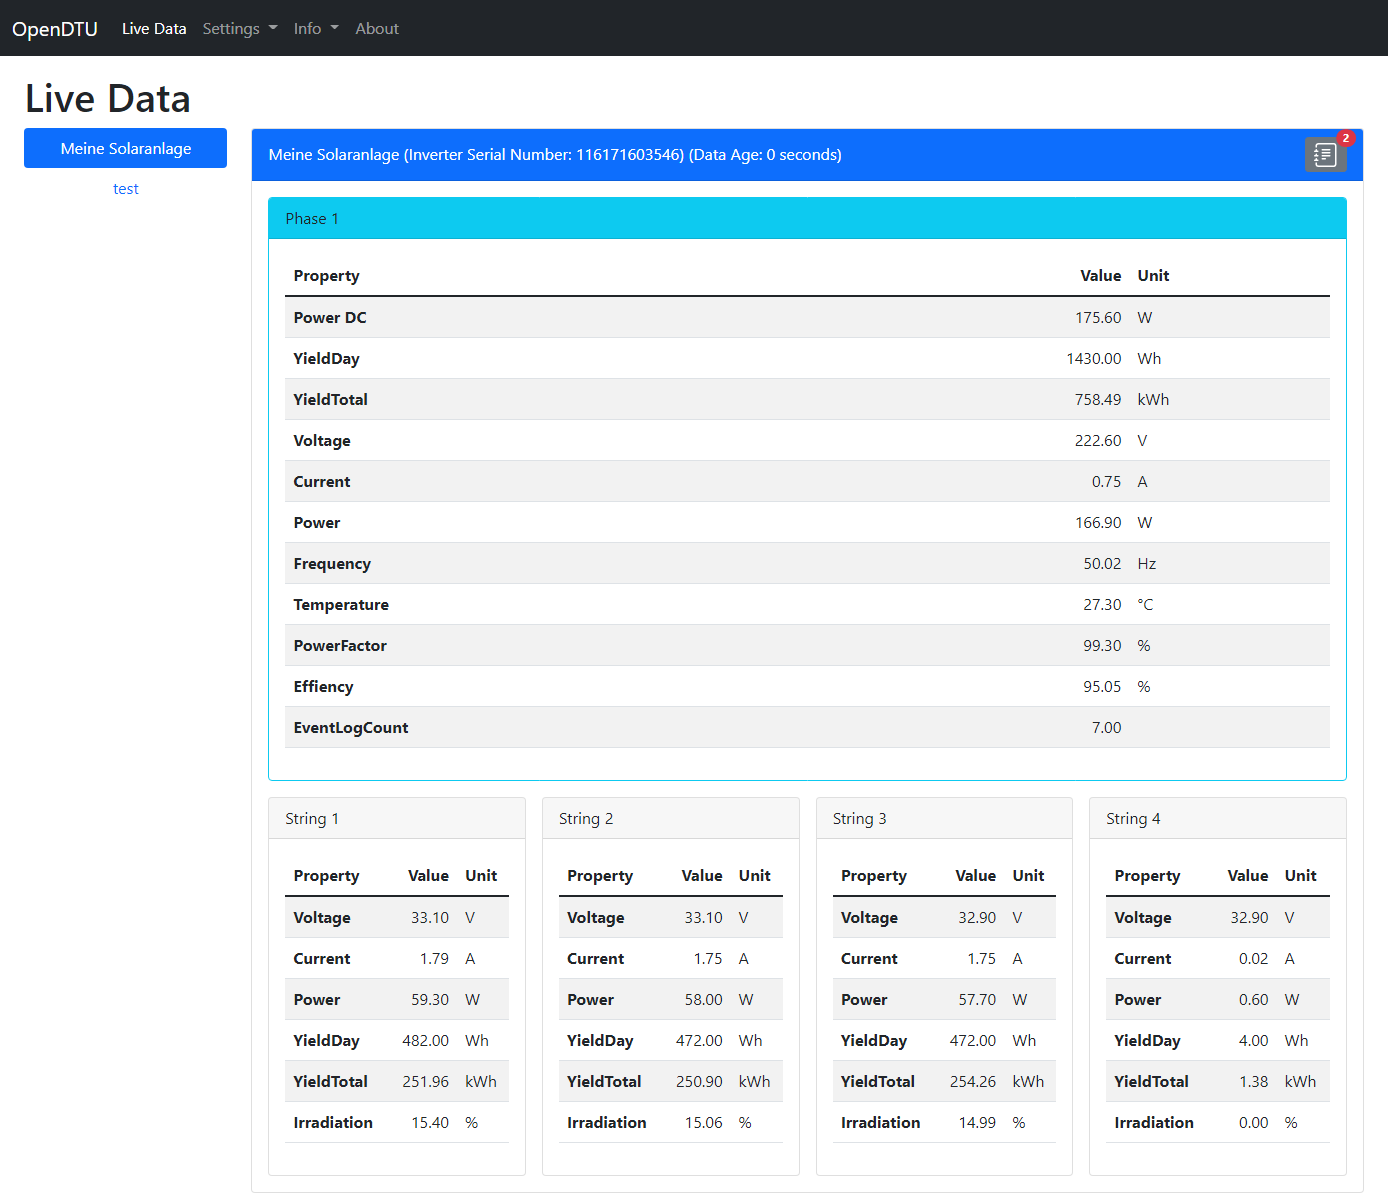 OpenDTU Live Data Settings Info About
Live Data
Meine Solaranlage
test
Meine Solaranlage (Inverter Serial Number: 116171603546) (Data Age: 0 seconds)
2
Phase 1
Property Value Unit
Power DC 175.60 W
YieldDay 1430.00 Wh
YieldTotal 758.49 kWh
Voltage 222.60 V
Current 0.75 A
Power 166.90 W
Frequency 50.02 Hz
Temperature 27.30 °C
PowerFactor 99.30 %
Effiency 95.05 %
EventLogCount 7.00
String 1
Property Value Unit
Voltage 33.10 V
Current 1.79 A
Power 59.30 W
YieldDay 482.00 Wh
YieldTotal 251.96 kWh
Irradiation 15.40 %
String 2
Property Value Unit
Voltage 33.10 V
Current 1.75 A
Power 58.00 W
YieldDay 472.00 Wh
YieldTotal 250.90 kWh
Irradiation 15.06 %
String 3
Property Value Unit
Voltage 32.90 V
Current 1.75 A
Power 57.70 W
YieldDay 472.00 Wh
YieldTotal 254.26 kWh
Irradiation 14.99 %
String 4
Property Value Unit
Voltage 32.90 V
Current 0.02 A
Power 0.60 W
YieldDay 4.00 Wh
YieldTotal 1.38 kWh
Irradiation 0.00 %